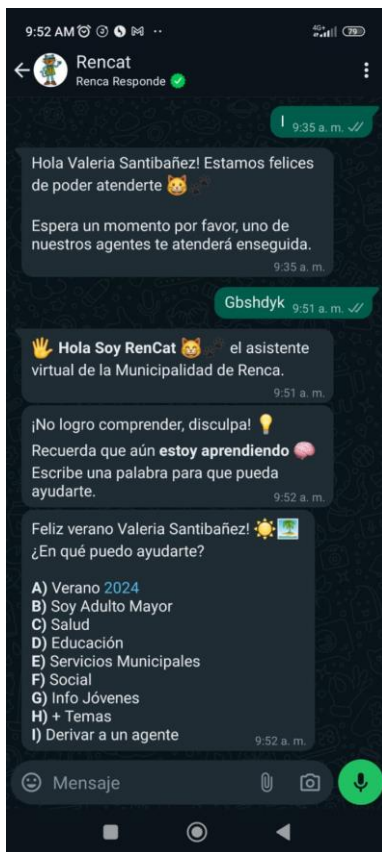 9:52 AM
4G+
79
Rencat
Renca Responde
I 9:35 a. m.
Hola Valeria Santibañez! Estamos felices
de poder atenderte 😺🐾
Espera un momento por favor, uno de
nuestros agentes te atenderá enseguida.
9:35 a. m.
Gbshdyk 9:51 a. m.
🖐 Hola Soy RenCat 😺🐾 el asistente
virtual de la Municipalidad de Renca.
9:51 a. m.
¡No logro comprender, disculpa! 💡
Recuerda que aún estoy aprendiendo 🧠
Escribe una palabra para que pueda
ayudarte.
9:52 a. m.
Feliz verano Valeria Santibañez! ☀️🏝️
¿En qué puedo ayudarte?
A) Verano 2024
B) Soy Adulto Mayor
C) Salud
D) Educación
E) Servicios Municipales
F) Social
G) Info Jóvenes
H) + Temas
I) Derivar a un agente
9:52 a. m.
Mensaje